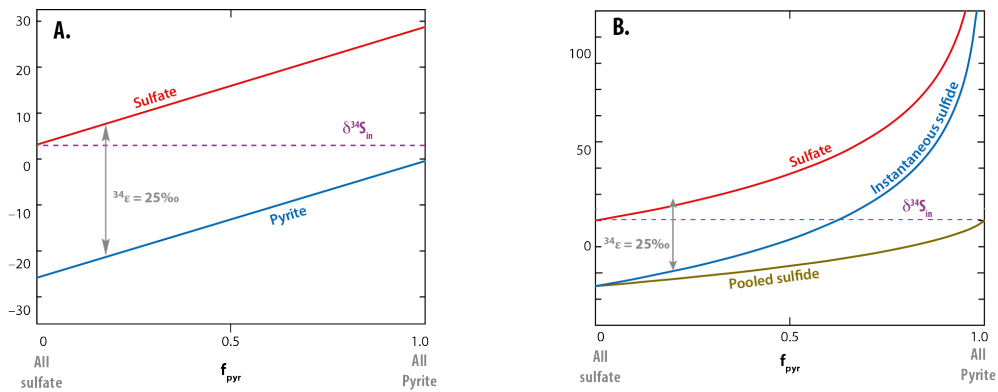 A.
30
20
10
0
–10
–20
–30
Sulfate
δ³⁴Sᵢₙ
³⁴ε = 25‰
Pyrite
0
0.5
1.0
All
sulfate
f_pyr
All
Pyrite
B.
100
50
0
Sulfate
Instantaneous sulfide
δ³⁴Sᵢₙ
³⁴ε = 25‰
Pooled sulfide
0
0.5
1.0
All
sulfate
f_pyr
All
Pyrite